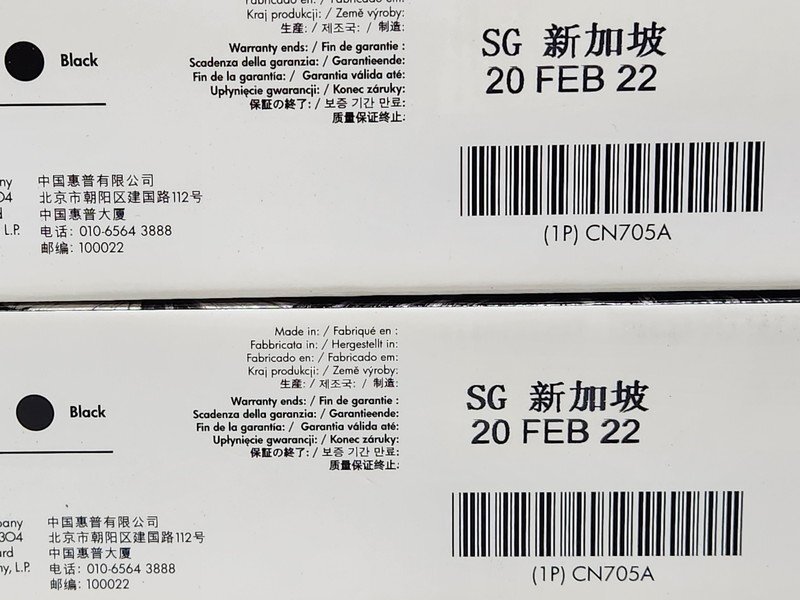 Kraj produkcji: / Země výroby:
生産: / 제조국: / 制造:
Warranty ends: / Fin de garantie :
Scadenza della garanzia: / Garantieende:
Fin de la garantía: / Garantia válida até:
Upłynięcie gwarancji: / Konec záruky:
保証の終了: / 보증 기간 만료:
质量保证终止:
Black
SG 新加坡
20 FEB 22
(1P) CN705A
中国惠普有限公司
北京市朝阳区建国路112号
中国惠普大厦
L.P. 电话: 010-6564 3888
邮编: 100022
Made in: / Fabriqué en :
Fabbricata in: / Hergestellt in:
Fabricado en: / Fabricado em:
Kraj produkcji: / Země výroby:
生産: / 제조국: / 制造:
Warranty ends: / Fin de garantie :
Scadenza della garanzia: / Garantieende:
Fin de la garantía: / Garantia válida até:
Upłynięcie gwarancji: / Konec záruky:
保証の終了: / 보증 기간 만료:
质量保证终止:
Black
SG 新加坡
20 FEB 22
(1P) CN705A
中国惠普有限公司
北京市朝阳区建国路112号
中国惠普大厦
L.P. 电话: 010-6564 3888
邮编: 100022